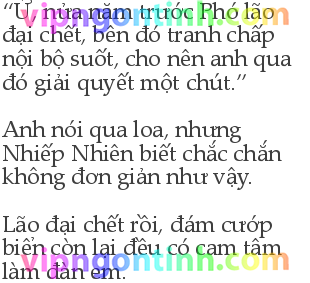 “Ừ, nửa năm trước Phó lão
đại chết, bên đó tranh chấp
nội bộ suốt, cho nên anh qua
đó giải quyết một chút.”
Anh nói qua loa, nhưng
Nhiếp Nhiên biết chắc chắn
không đơn giản như vậy.
Lão đại chết rồi, đám cướp
biển còn lại đều có cam tâm
làm đàn em.
vipngontinh.com
vipngontinh.com
vipngontinh.com